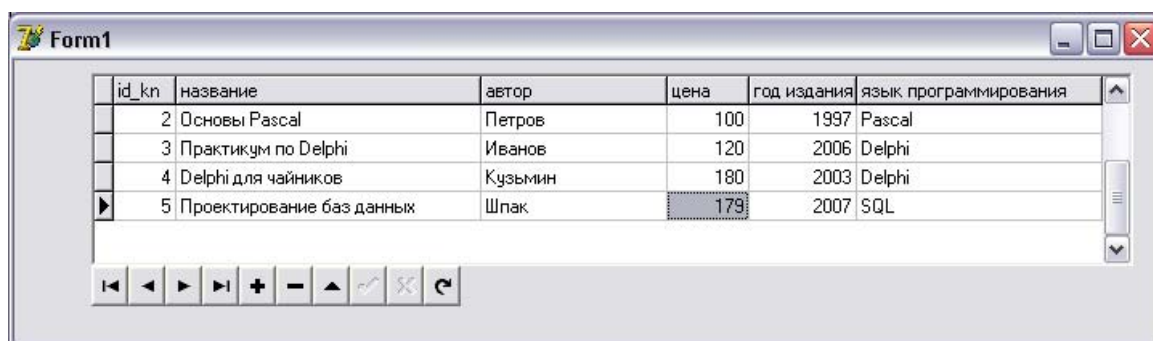 Form1
id_kn название автор цена год издания язык программирования
2 Основы Pascal Петров 100 1997 Pascal
3 Практикум по Delphi Иванов 120 2006 Delphi
4 Delphi для чайников Кузьмин 180 2003 Delphi
5 Проектирование баз данных Шпак 179 2007 SQL